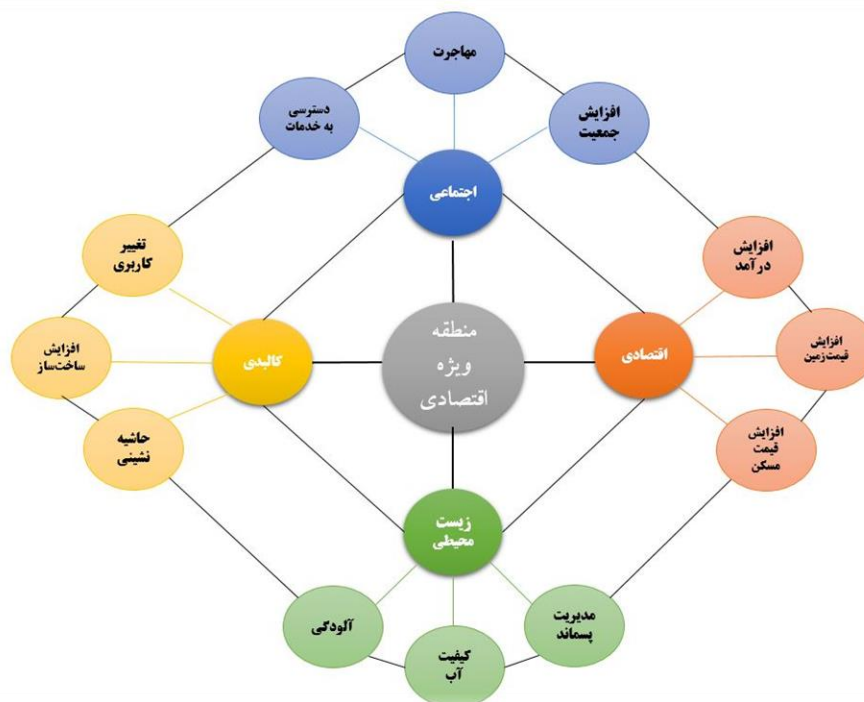 مهاجرت
دسترسی
به خدمات
افزایش
جمعیت
اجتماعی
تغییر
کاربری
افزایش
درآمد
منطقه
ویژه
اقتصادی
افزایش
ساخت‌ساز
کالبدی
اقتصادی
افزایش
قیمت‌زمین
حاشیه
نشینی
افزایش
قیمت
مسکن
زیست
محیطی
آلودگی
کیفیت
آب
مدیریت
پسماند